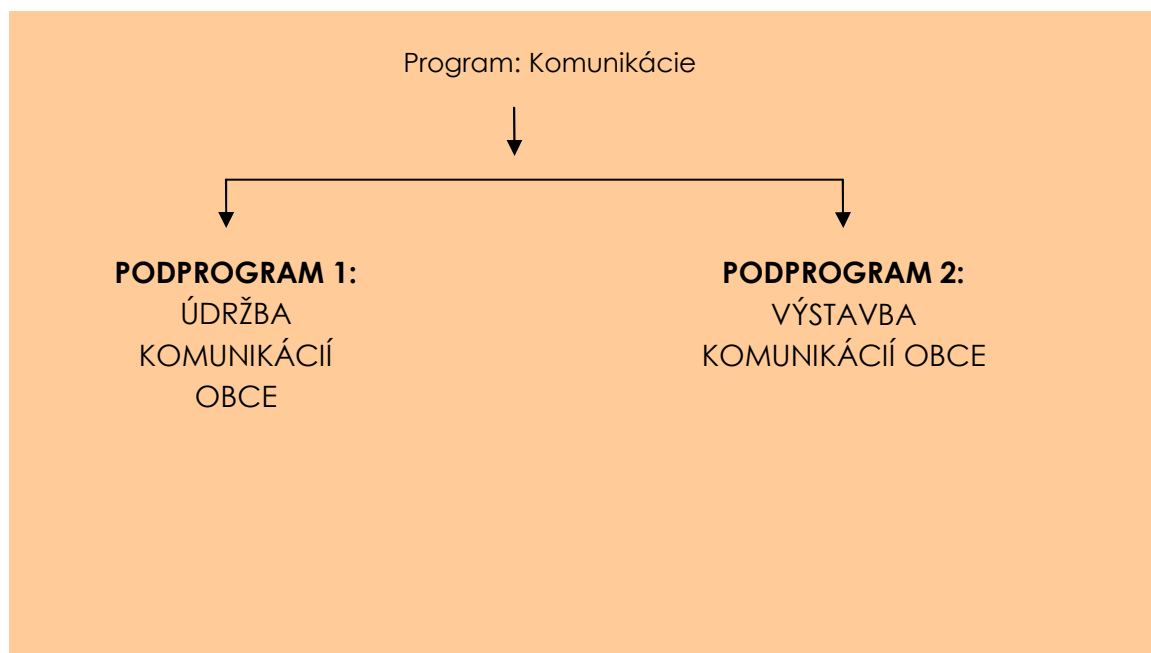 Program: Komunikácie
PODPROGRAM 1:
ÚDRŽBA
KOMUNIKÁCIÍ
OBCE
PODPROGRAM 2:
VÝSTAVBA
KOMUNIKÁCIÍ OBCE